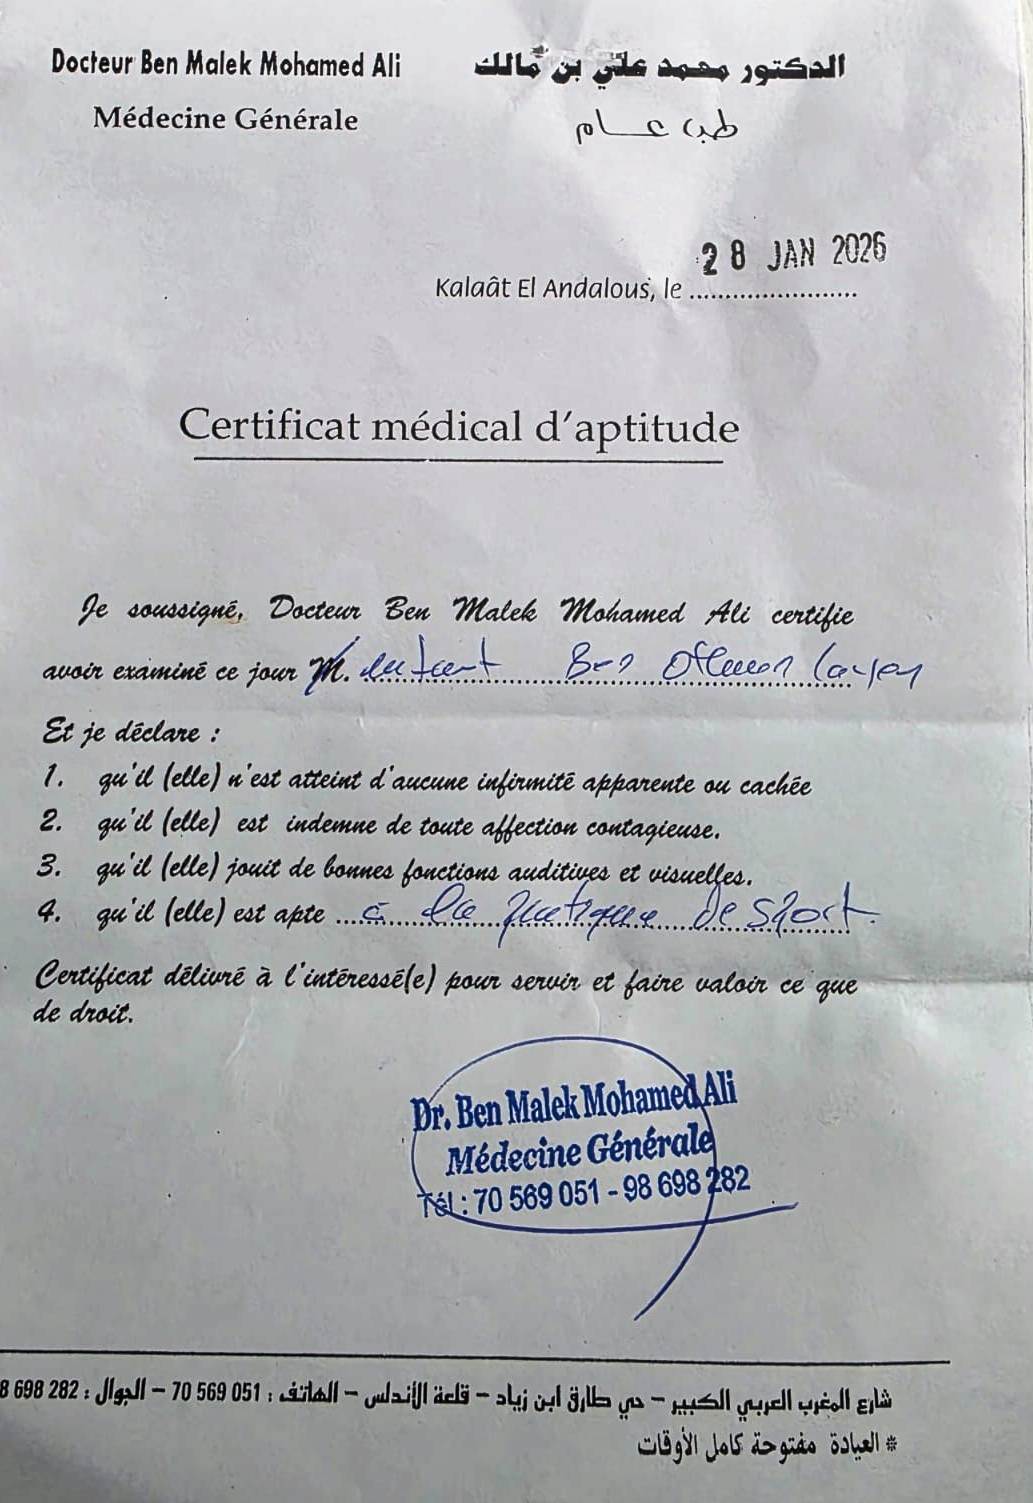 Docteur Ben Malek Mohamed Ali
Médecine Générale
الدكتور محمد علي بن مالك
طب عام
28 JAN 2026
Kalaât El Andalous, le ........................
Certificat médical d'aptitude
Je soussigné, Docteur Ben Malek Mohamed Ali certifie
avoir examiné ce jour M. enfant Ben Othman
Et je déclare :
1. qu'il (elle) n'est atteint d'aucune infirmité apparente ou cachée
2. qu'il (elle) est indemne de toute affection contagieuse.
3. qu'il (elle) jouit de bonnes fonctions auditives et visuelles.
4. qu'il (elle) est apte à la pratique de sport.
Certificat délivré à l'intéressé(e) pour servir et faire valoir ce que
de droit.
Dr. Ben Malek Mohamed Ali
Médecine Générale
Tél : 70 569 051 - 98 698 282
شارع المغرب العربي الكبير – حي طارق ابن زياد – قلعة الأندلس – الهاتف : 70 569 051 – الجوال : 8 698 282
* العيادة مفتوحة كامل الأوقات